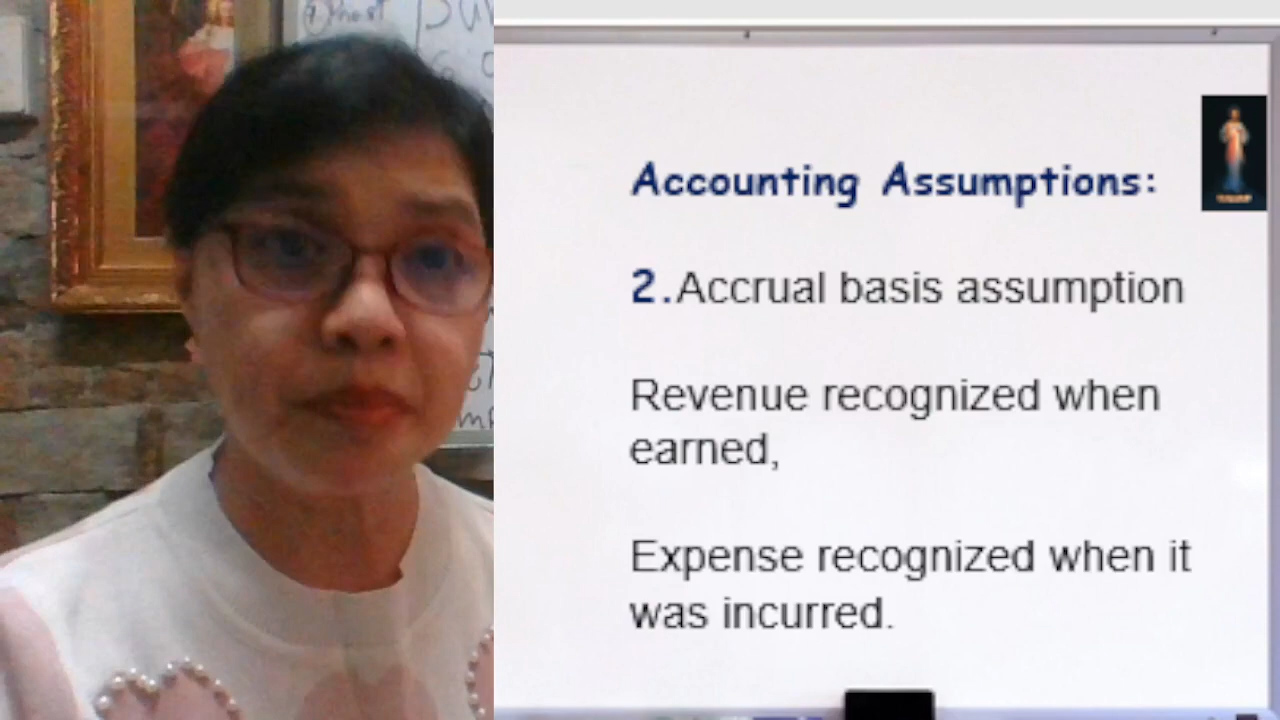 Accounting Assumptions:
2.Accrual basis assumption
Revenue recognized when
earned,
Expense recognized when it
was incurred.